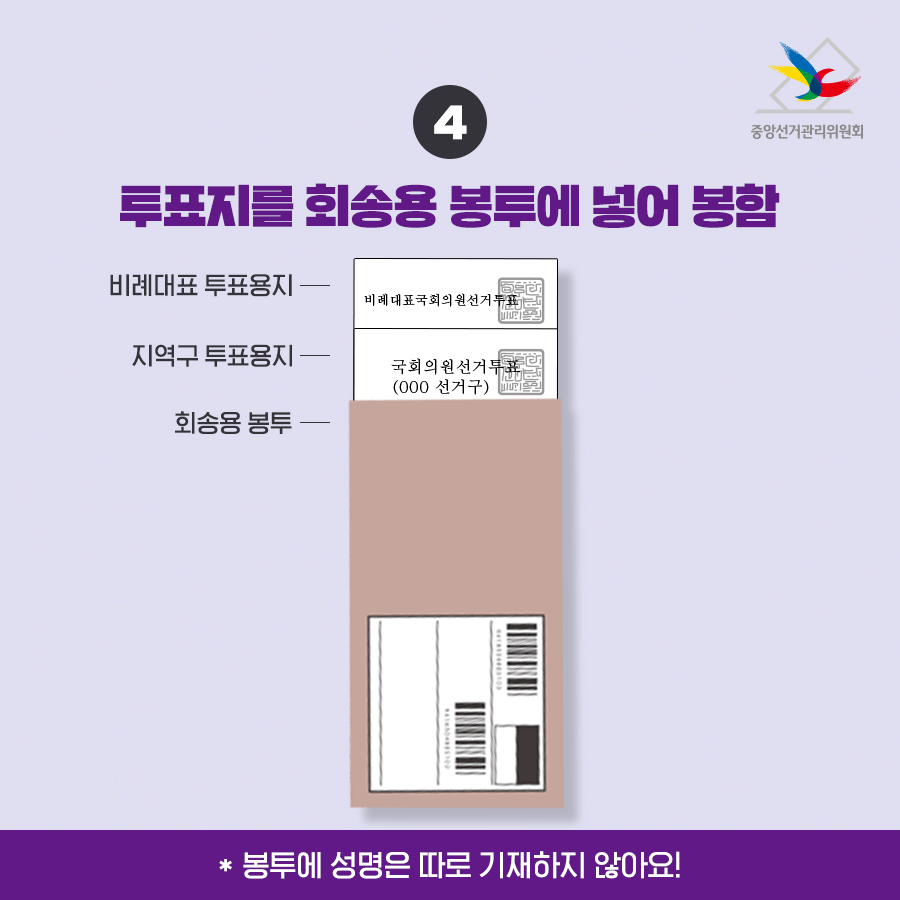 중앙선거관리위원회
4
투표지를 회송용 봉투에 넣어 봉함
비례대표 투표용지
비례대표국회의원선거투표
지역구 투표용지
국회의원선거투표
(000 선거구)
회송용 봉투
* 봉투에 성명은 따로 기재하지 않아요!